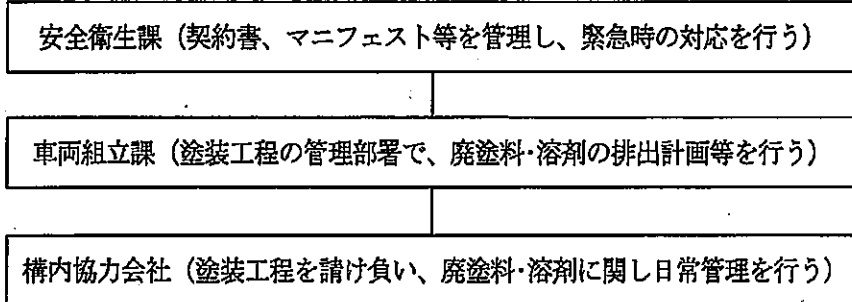 安全衛生課（契約書、マニフェスト等を管理し、緊急時の対応を行う）
車両組立課（塗装工程の管理部署で、廃塗料・溶剤の排出計画等を行う）
構内協力会社（塗装工程を請け負い、廃塗料・溶剤に関し日常管理を行う）